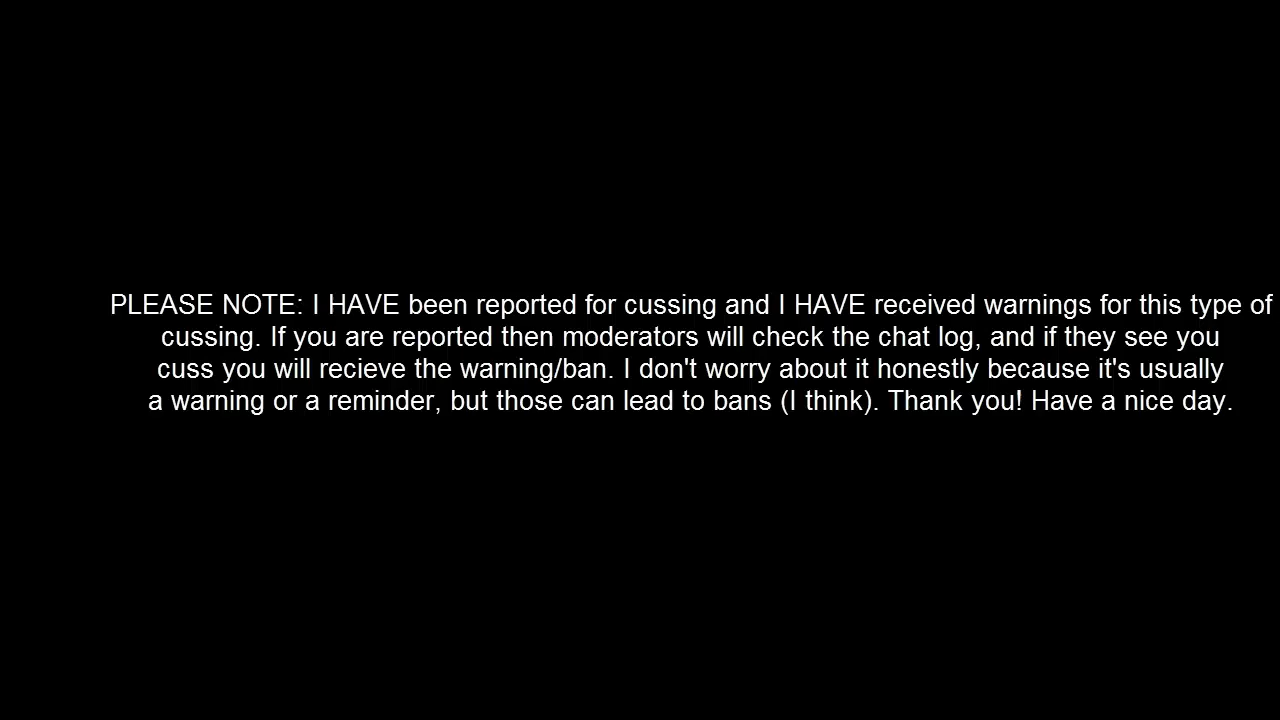 PLEASE NOTE: I HAVE been reported for cussing and I HAVE received warnings for this type of
cussing. If you are reported then moderators will check the chat log, and if they see you
cuss you will recieve the warning/ban. I don't worry about it honestly because it's usually
a warning or a reminder, but those can lead to bans (I think). Thank you! Have a nice day.